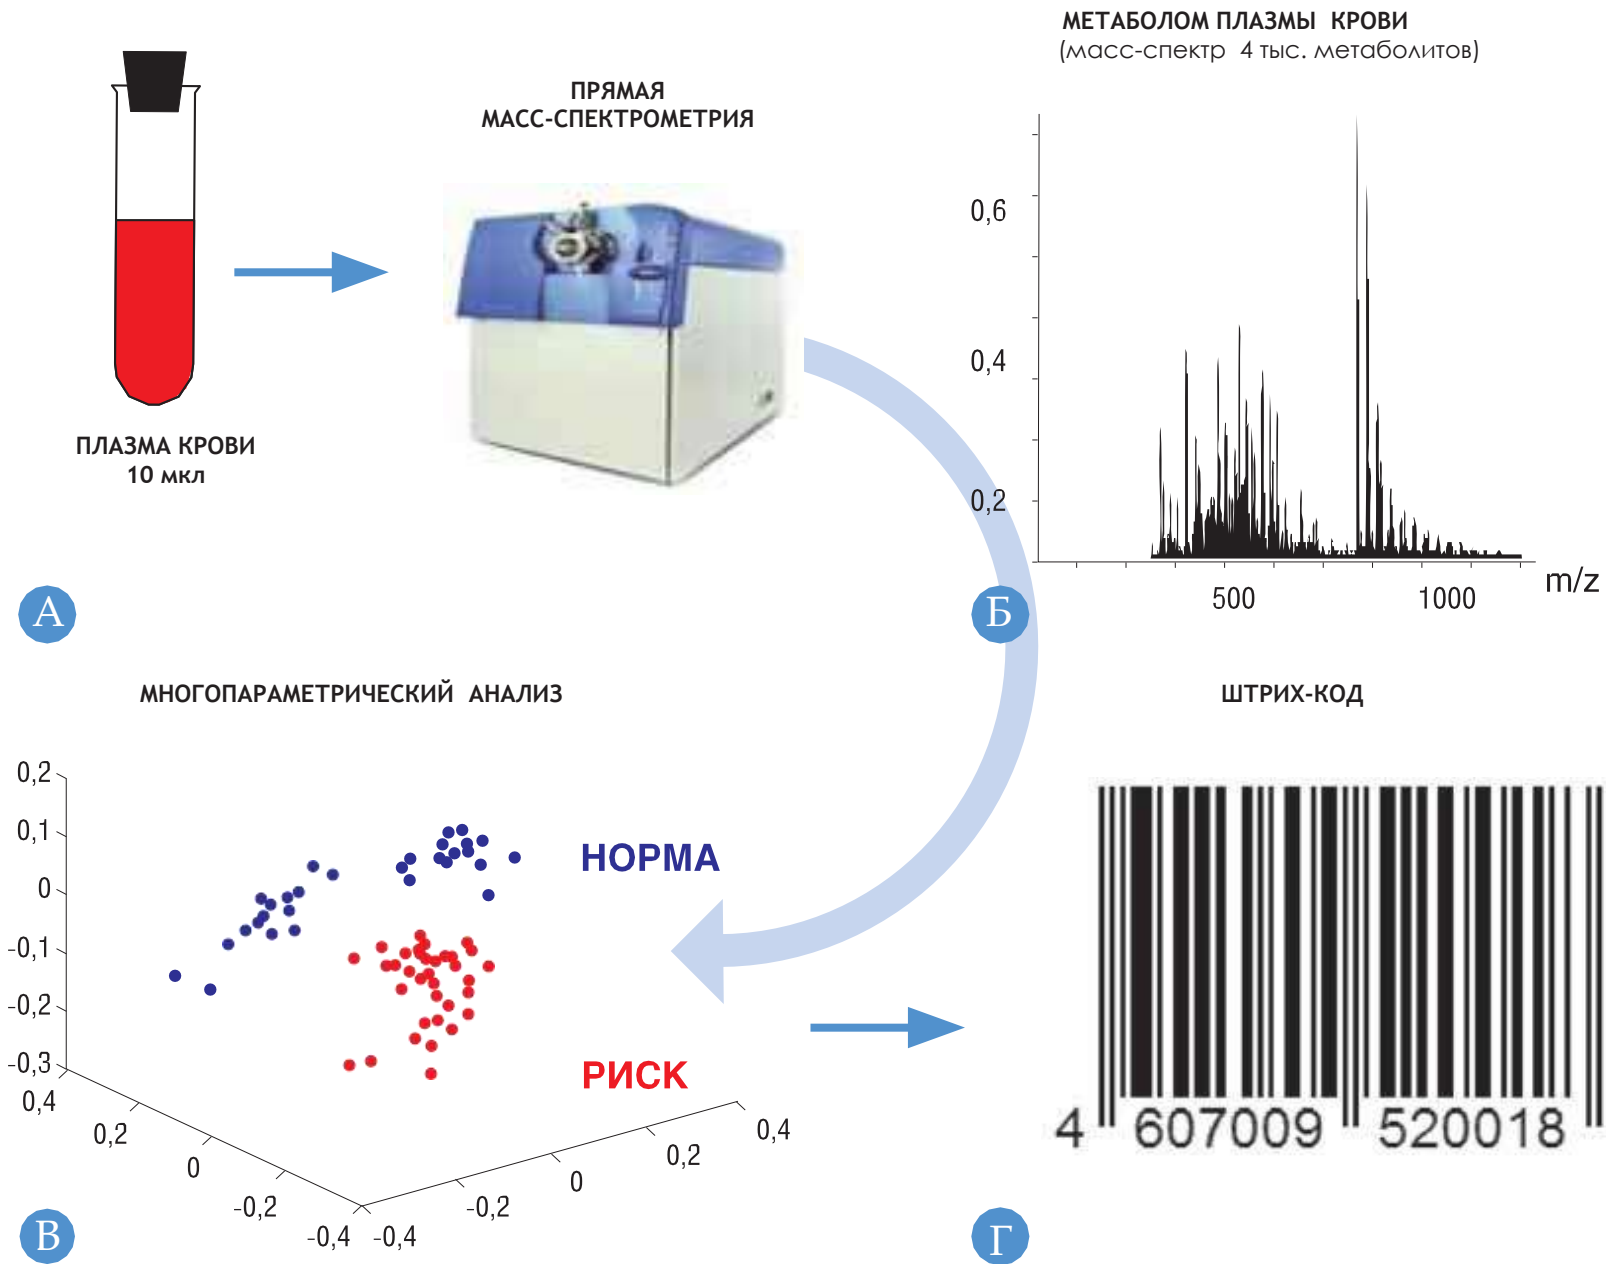 ПРЯМАЯ
МАСС-СПЕКТРОМЕТРИЯ
ПЛАЗМА КРОВИ
10 мкл
А
МЕТАБОЛОМ ПЛАЗМЫ КРОВИ
(масс-спектр 4 тыс. метаболитов)
0,6
0,4
0,2
500
1000
m/z
Б
МНОГОПАРАМЕТРИЧЕСКИЙ АНАЛИЗ
0,2
0,1
0
-0,1
-0,2
-0,3
0,4
0,2
0
-0,2
-0,4
-0,4
-0,2
0
0,2
0,4
НОРМА
РИСК
В
ШТРИХ-КОД
4 607009 520018
Г